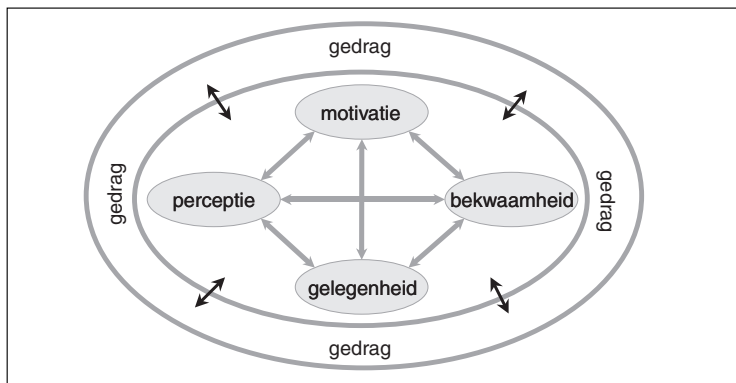 gedrag
motivatie
gedrag
perceptie
bekwaamheid
gedrag
gelegenheid
gedrag